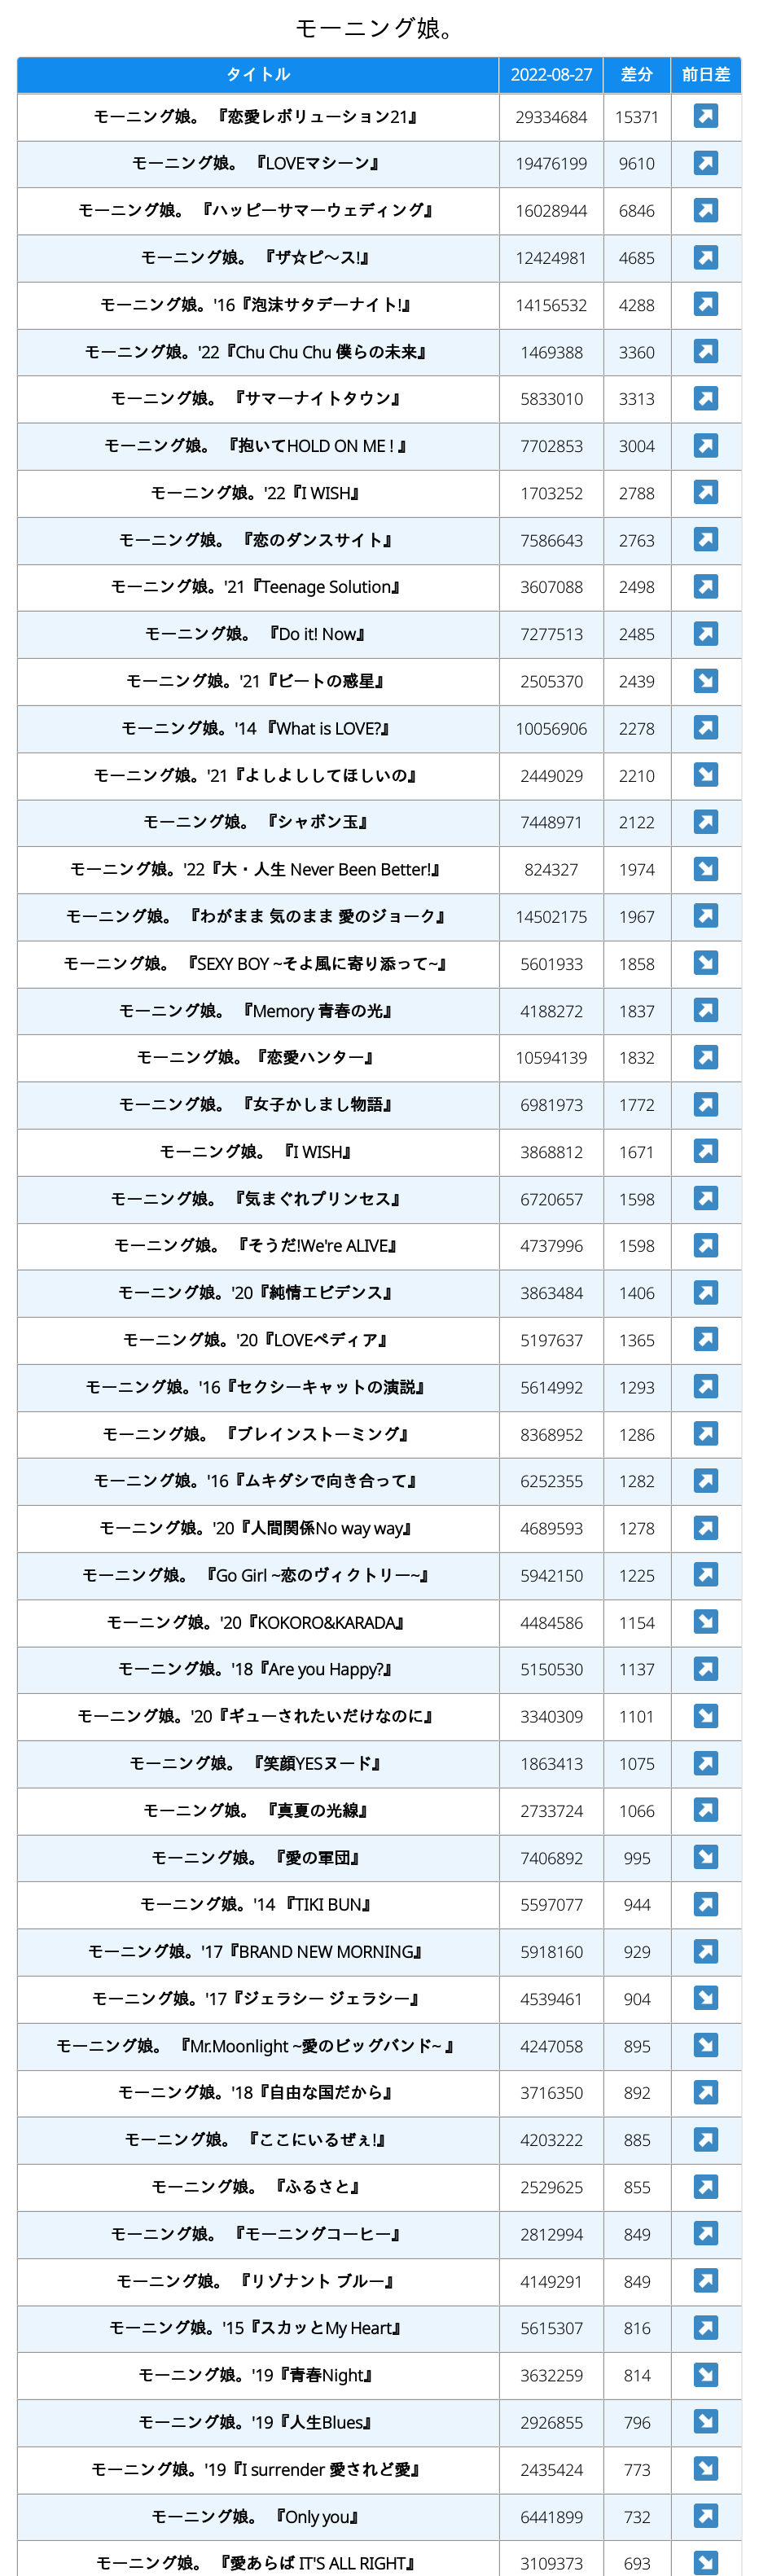 モーニング娘。
タイトル 2022-08-27 差分 前日差
モーニング娘。 『恋愛レボリューション21』 29334684 15371
モーニング娘。 『LOVEマシーン』 19476199 9610
モーニング娘。 『ハッピーサマーウェディング』 16028944 6846
モーニング娘。 『ザ☆ピ〜ス!』 12424981 4685
モーニング娘。'16『泡沫サタデーナイト!』 14156532 4288
モーニング娘。'22『Chu Chu Chu 僕らの未来』 1469388 3360
モーニング娘。 『サマーナイトタウン』 5833010 3313
モーニング娘。 『抱いてHOLD ON ME ! 』 7702853 3004
モーニング娘。'22『I WISH』 1703252 2788
モーニング娘。 『恋のダンスサイト』 7586643 2763
モーニング娘。'21『Teenage Solution』 3607088 2498
モーニング娘。 『Do it! Now』 7277513 2485
モーニング娘。'21『ビートの惑星』 2505370 2439
モーニング娘。'14 『What is LOVE?』 10056906 2278
モーニング娘。'21『よしよししてほしいの』 2449029 2210
モーニング娘。 『シャボン玉』 7448971 2122
モーニング娘。'22『大・人生 Never Been Better!』 824327 1974
モーニング娘。 『わがまま 気のまま 愛のジョーク』 14502175 1967
モーニング娘。 『SEXY BOY ~そよ風に寄り添って~』 5601933 1858
モーニング娘。 『Memory 青春の光』 4188272 1837
モーニング娘。 『恋愛ハンター』 10594139 1832
モーニング娘。 『女子かしまし物語』 6981973 1772
モーニング娘。 『I WISH』 3868812 1671
モーニング娘。 『気まぐれプリンセス』 6720657 1598
モーニング娘。 『そうだ!We're ALIVE』 4737996 1598
モーニング娘。'20『純情エビデンス』 3863484 1406
モーニング娘。'20『LOVEペディア』 5197637 1365
モーニング娘。'16『セクシーキャットの演説』 5614992 1293
モーニング娘。 『ブレインストーミング』 8368952 1286
モーニング娘。'16『ムキダシで向き合って』 6252355 1282
モーニング娘。'20『人間関係No way way』 4689593 1278
モーニング娘。 『Go Girl ~恋のヴィクトリー~』 5942150 1225
モーニング娘。'20『KOKORO&KARADA』 4484586 1154
モーニング娘。'18『Are you Happy?』 5150530 1137
モーニング娘。'20『ギューされたいだけなのに』 3340309 1101
モーニング娘。 『笑顔YESヌード』 1863413 1075
モーニング娘。 『真夏の光線』 2733724 1066
モーニング娘。 『愛の軍団』 7406892 995
モーニング娘。'14 『TIKI BUN』 5597077 944
モーニング娘。'17『BRAND NEW MORNING』 5918160 929
モーニング娘。'17『ジェラシー ジェラシー』 4539461 904
モーニング娘。 『Mr.Moonlight ~愛のビッグバンド~ 』 4247058 895
モーニング娘。'18『自由な国だから』 3716350 892
モーニング娘。 『ここにいるぜぇ!』 4203222 885
モーニング娘。 『ふるさと』 2529625 855
モーニング娘。 『モーニングコーヒー』 2812994 849
モーニング娘。 『リゾナント ブルー』 4149291 849
モーニング娘。'15『スカッとMy Heart』 5615307 816
モーニング娘。'19『青春Night』 3632259 814
モーニング娘。'19『人生Blues』 2926855 796
モーニング娘。'19『I surrender 愛されど愛』 2435424 773
モーニング娘。 『Only you』 6441899 732
モーニング娘。 『愛あらば IT'S ALL RIGHT』 3109373 693